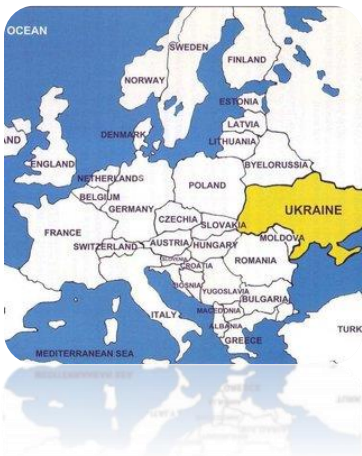 OCEAN
SWEDEN
FINLAND
NORWAY
ESTONIA
LATVIA
DENMARK
LITHUANIA
AND
ENGLAND
BYELORUSSIA
NETHERLANDS
POLAND
BELGIUM
GERMANY
UKRAINE
CZECHIA
SLOVAKIA
FRANCE
MOLDOVA
SWITZERLAND
AUSTRIA
HUNGARY
SLOVENIA
CROATIA
ROMANIA
BOSNIA
YUGOSLAVIA
BULGARIA
ITALY
MACEDONIA
ALBANIA
TURK
GREECE
MEDITERRANEAN SEA